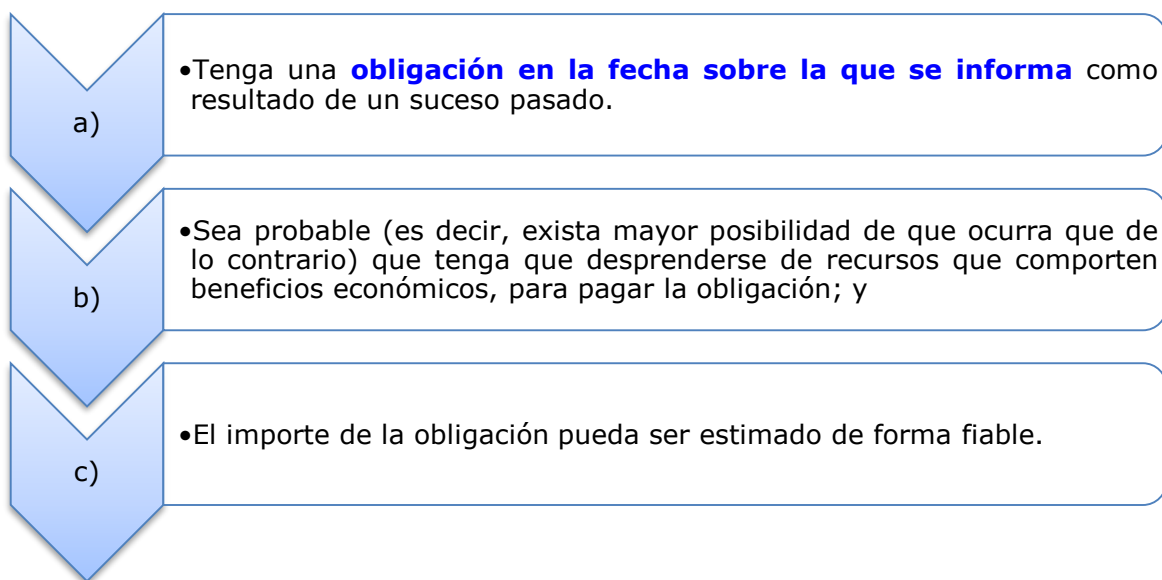 a)
•Tenga una obligación en la fecha sobre la que se informa como
resultado de un suceso pasado.
b)
•Sea probable (es decir, exista mayor posibilidad de que ocurra que de
lo contrario) que tenga que desprenderse de recursos que comporten
beneficios económicos, para pagar la obligación; y
c)
•El importe de la obligación pueda ser estimado de forma fiable.